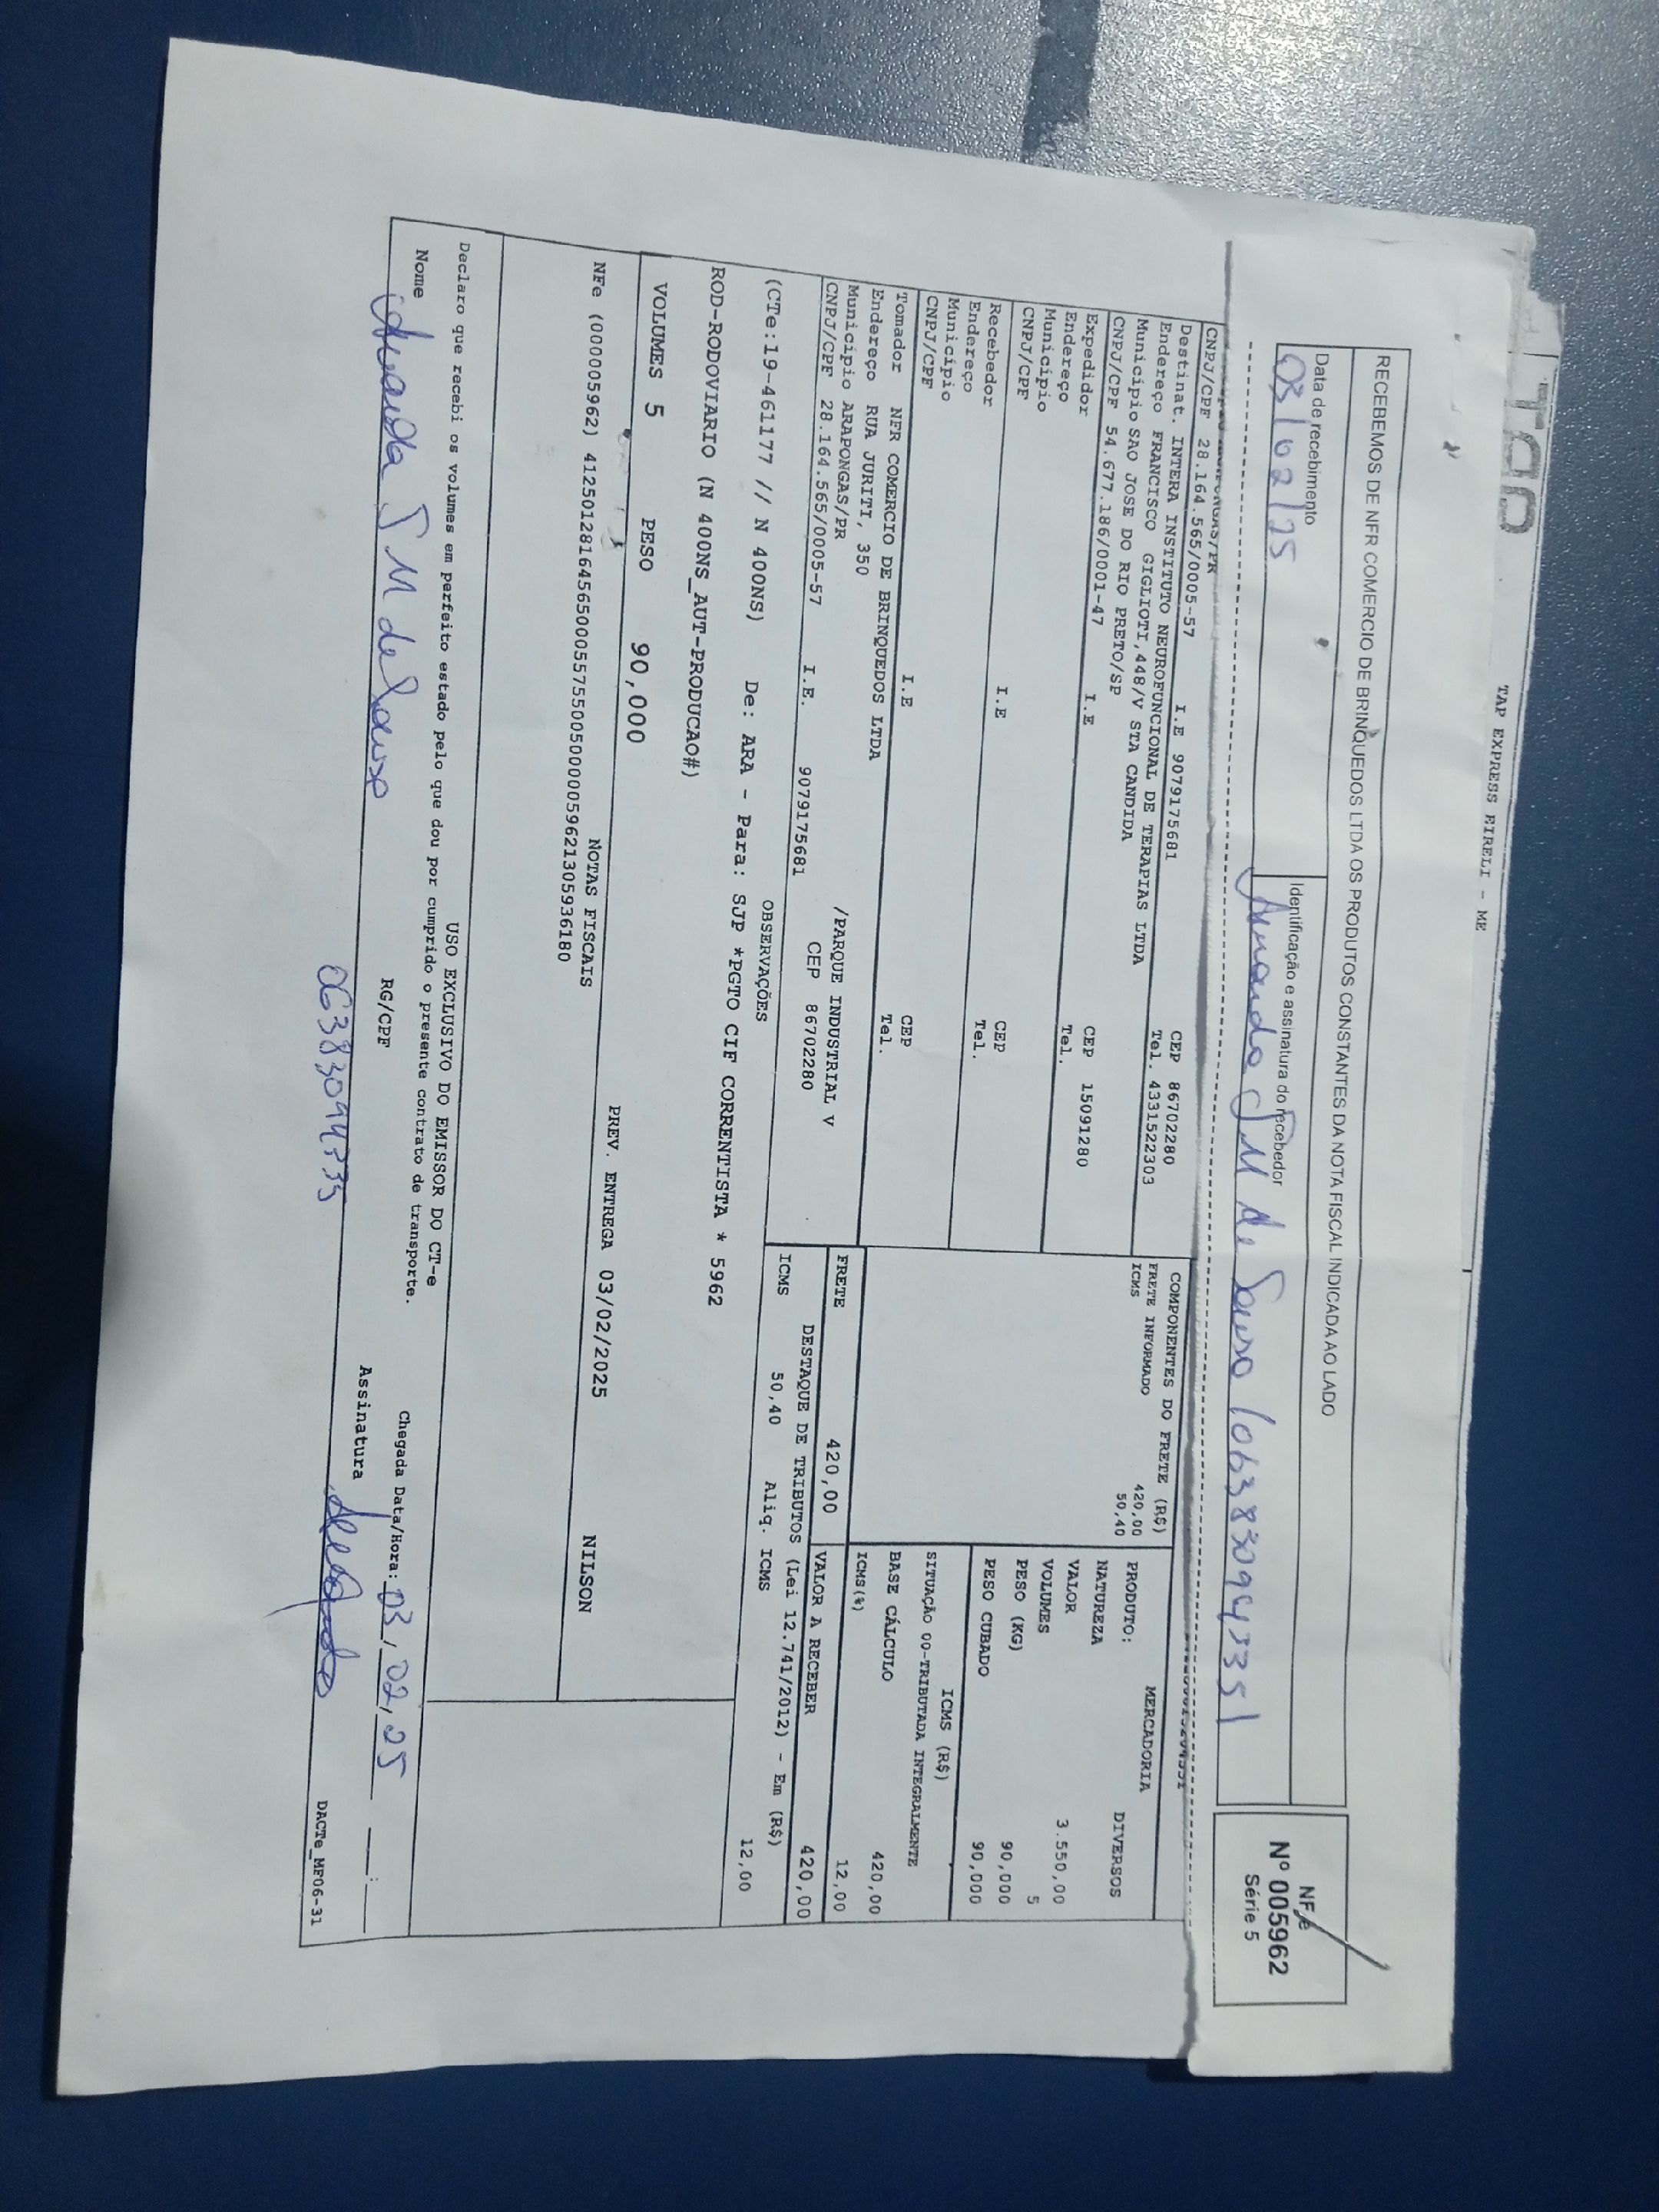 TAP EXPRESS EIRELI - ME
RECEBEMOS DE NFR COMERCIO DE BRINQUEDOS LTDA OS PRODUTOS CONSTANTES DA NOTA FISCAL INDICADA AO LADO
Data de recebimento
Identificação e assinatura do recebedor
03/02/25
NFe
Nº 005962
Série 5
CNPJ/CPF 28.164.565/0005-57 I.E 9079175681 CEP 86702280
Destinat. INTERA INSTITUTO NEUROFUNCIONAL DE TERAPIAS LTDA Tel. 4331522303
Endereço FRANCISCO GIGLIOTI,448/V STA CANDIDA
Município SAO JOSE DO RIO PRETO/SP CEP 15091280
CNPJ/CPF 54.677.186/0001-47 I.E Tel.
Expedidor
Endereço
Município CEP
CNPJ/CPF I.E Tel.
Recebedor
Endereço
Município CEP
CNPJ/CPF I.E Tel.
Tomador NFR COMERCIO DE BRINQUEDOS LTDA
Endereço RUA JURITI, 350 /PARQUE INDUSTRIAL V
Município ARAPONGAS/PR CEP 86702280
CNPJ/CPF 28.164.565/0005-57 I.E. 9079175681
COMPONENTES DO FRETE (R$)
FRETE INFORMADO 420,00
ICMS 50,40
MERCADORIA
PRODUTO: DIVERSOS
NATUREZA
VALOR 3.550,00
VOLUMES 5
PESO (KG) 90,000
PESO CUBADO 90,000
ICMS (R$)
SITUAÇÃO 00-TRIBUTADA INTEGRALMENTE
BASE CÁLCULO 420,00
ICMS(%) 12,00
FRETE 420,00 VALOR A RECEBER 420,00
DESTAQUE DE TRIBUTOS (Lei 12.741/2012) - Em (R$)
ICMS 50,40 Aliq. ICMS 12,00
OBSERVAÇÕES
(CTe:19-461177 // N 400NS) De: ARA - Para: SJP *PGTO CIF CORRENTISTA * 5962
ROD-RODOVIARIO (N 400NS_AUT-PRODUCAO#)
VOLUMES 5 PESO 90,000 PREV. ENTREGA 03/02/2025 NILSON
NOTAS FISCAIS
NFe (000005962) 41250128164565000557550050000059621305936180
USO EXCLUSIVO DO EMISSOR DO CT-e
Declaro que recebi os volumes em perfeito estado pelo que dou por cumprido o presente contrato de transporte.
Chegada Data/Hora: 03/02/25 ___:___
Nome RG/CPF Assinatura
DACTe_MF06-31